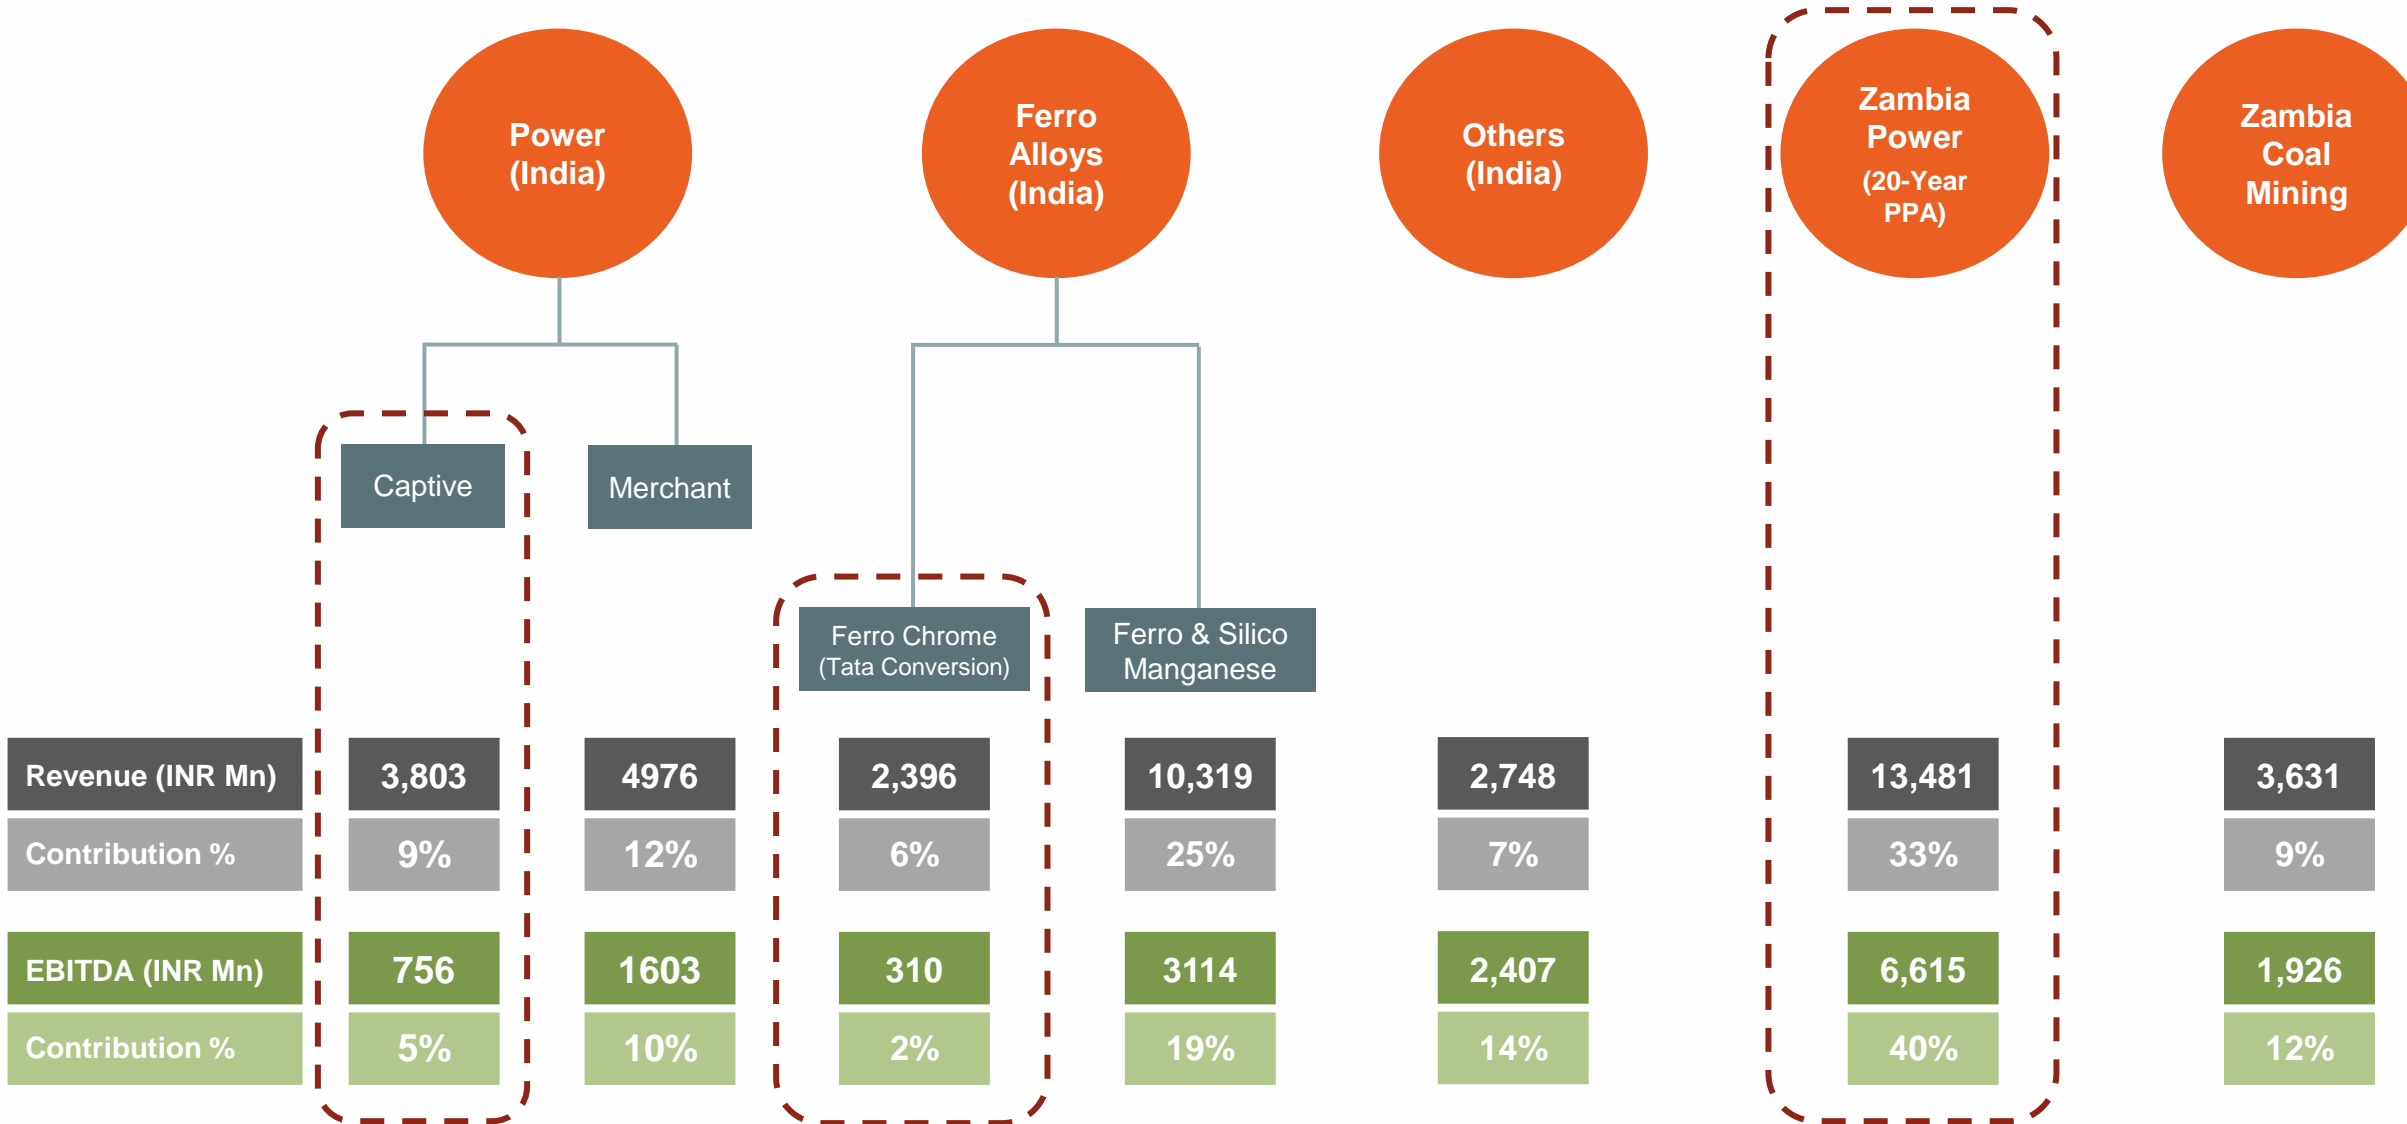 Power
(India)
Ferro
Alloys
(India)
Others
(India)
Zambia
Power
(20-Year
PPA)
Zambia
Coal
Mining
Captive
Merchant
Ferro Chrome
(Tata Conversion)
Ferro & Silico
Manganese
Revenue (INR Mn) 3,803 4976 2,396 10,319 2,748 13,481 3,631
Contribution % 9% 12% 6% 25% 7% 33% 9%
EBITDA (INR Mn) 756 1603 310 3114 2,407 6,615 1,926
Contribution % 5% 10% 2% 19% 14% 40% 12%